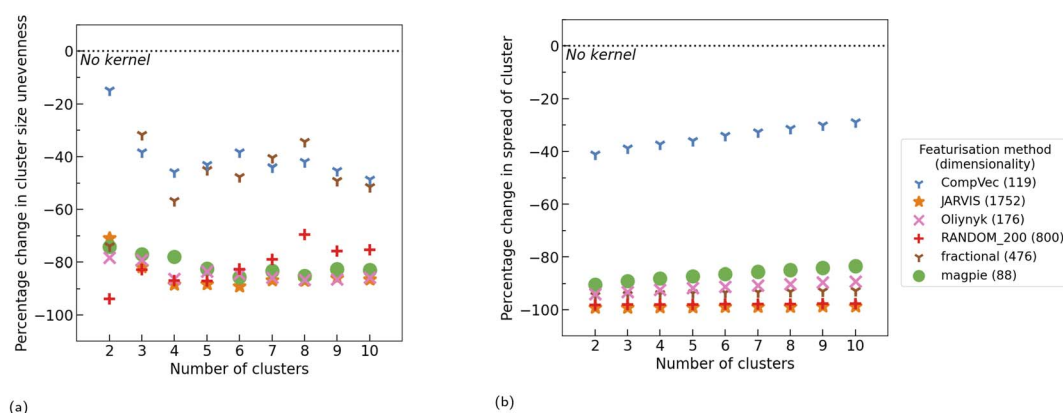 Percentage change in cluster size unevenness
0
−20
−40
−60
−80
−100
No kernel
2 3 4 5 6 7 8 9 10
Number of clusters
(a)
Percentage change in spread of cluster
0
−20
−40
−60
−80
−100
No kernel
2 3 4 5 6 7 8 9 10
Number of clusters
(b)
Featurisation method
(dimensionality)
CompVec (119)
JARVIS (1752)
Oliynyk (176)
RANDOM_200 (800)
fractional (476)
magpie (88)